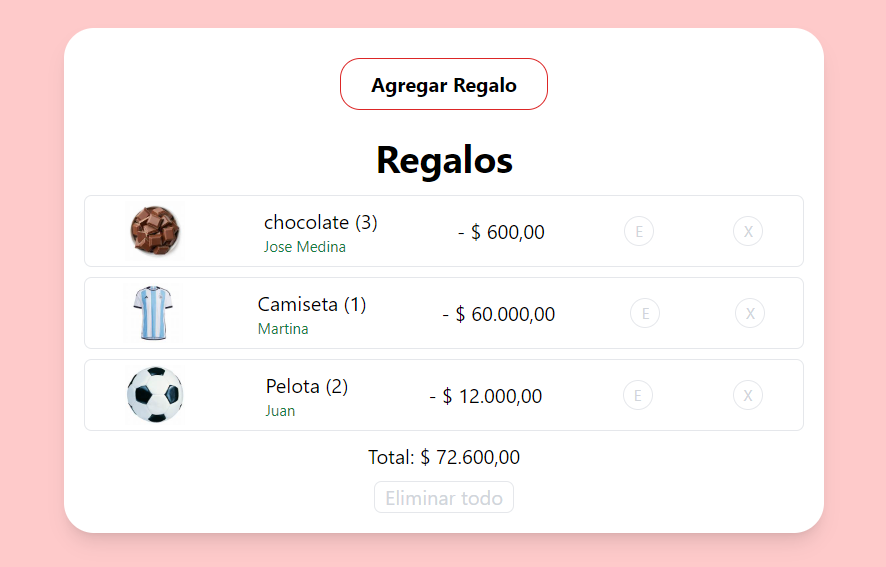 Agregar Regalo
Regalos
chocolate (3)
Jose Medina
- $ 600,00
E
X
Camiseta (1)
Martina
- $ 60.000,00
E
X
Pelota (2)
Juan
- $ 12.000,00
E
X
Total: $ 72.600,00
Eliminar todo